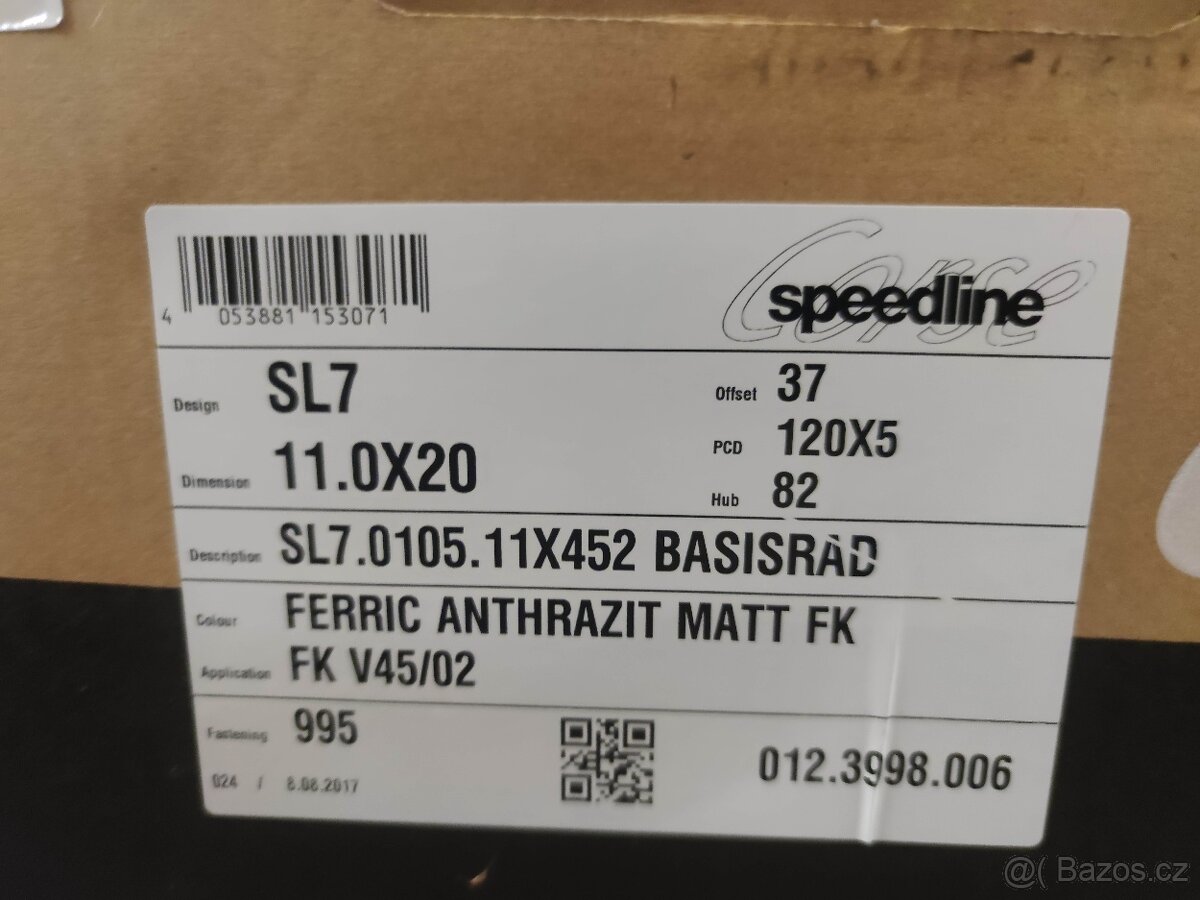 4 053881 153071
Corse
speedline
Design SL7
Offset 37
Dimension 11.0X20
PCD 120X5
Hub 82
Description SL7.0105.11X452 BASISRAD
Colour FERRIC ANTHRAZIT MATT FK
Application FK V45/02
Fastening 995
012.3998.006
024 / 8.08.2017
@( Bazos.cz